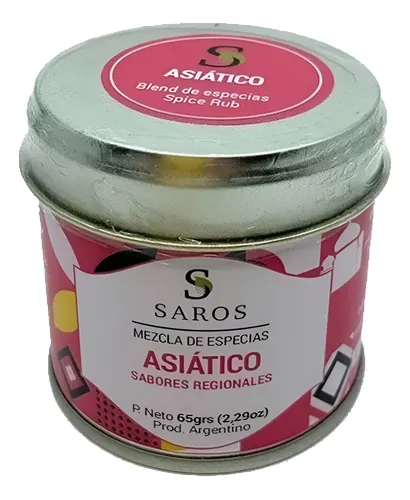 S
ASIÁTICO
Blend de especias
Spice Rub
S
SAROS
MEZCLA DE ESPECIAS
ASIÁTICO
SABORES REGIONALES
P. Neto 65grs (2,29oz)
Prod. Argentino